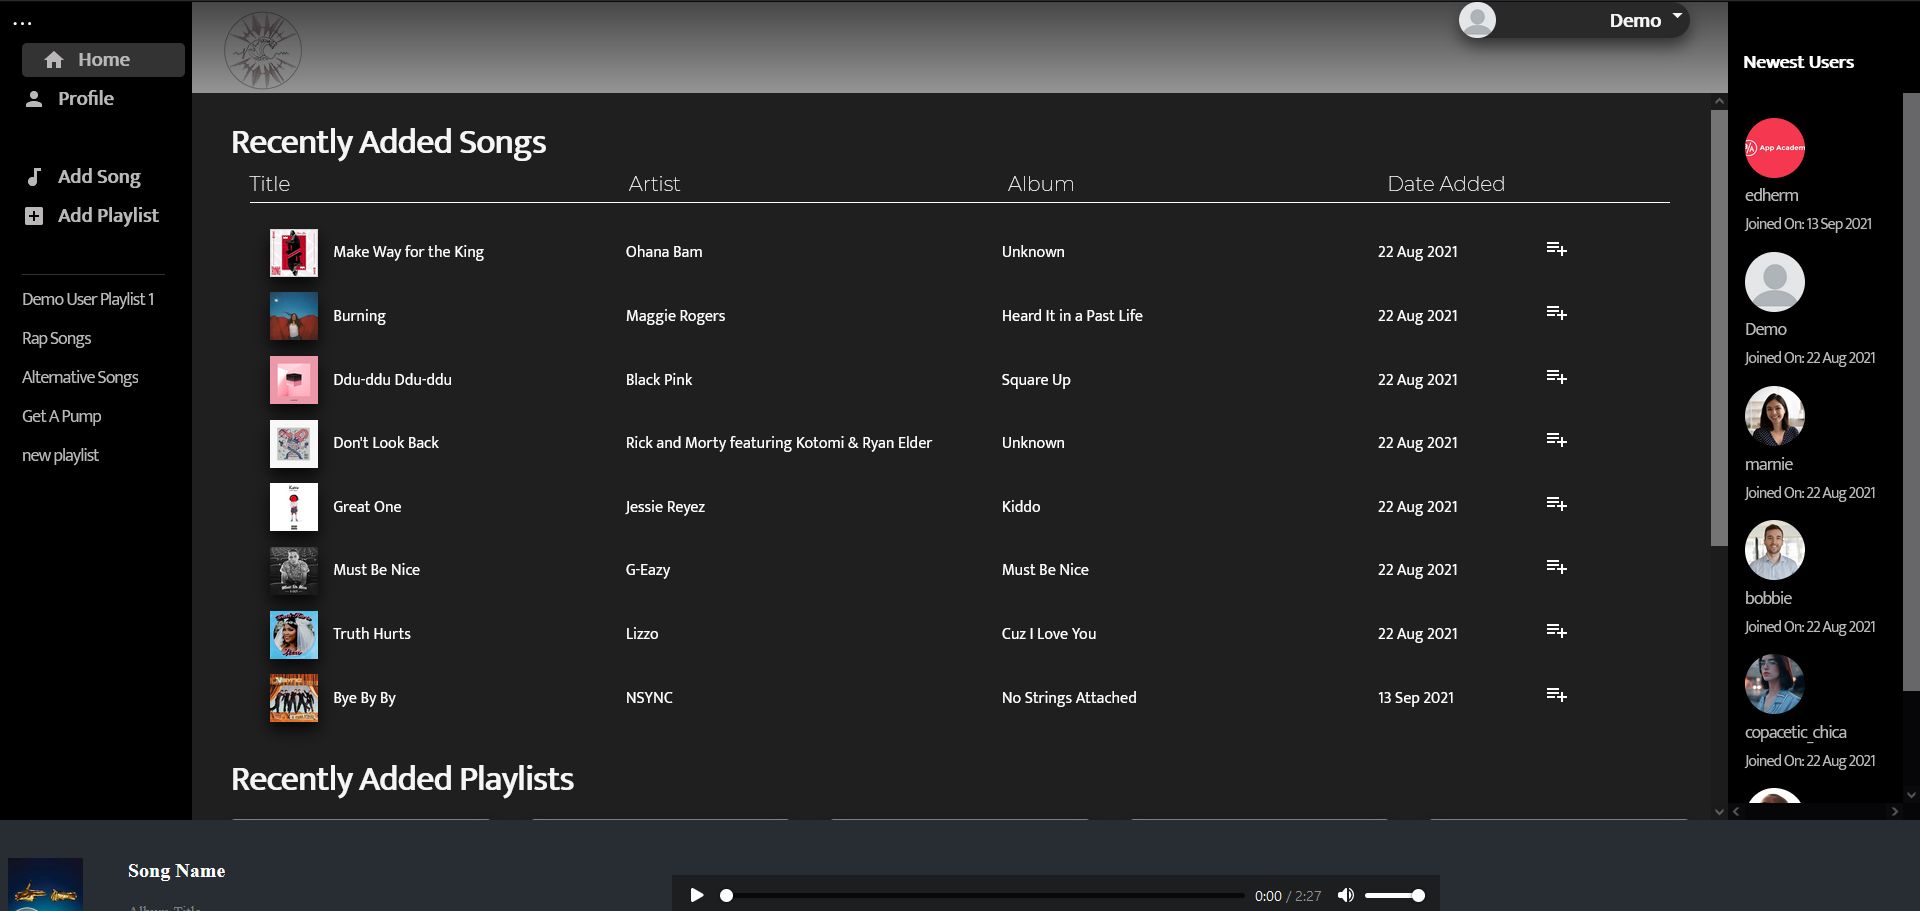 ...
Home
Profile
Add Song
Add Playlist
Demo User Playlist 1
Rap Songs
Alternative Songs
Get A Pump
new playlist
Demo
Recently Added Songs
Title Artist Album Date Added
Make Way for the King Ohana Bam Unknown 22 Aug 2021
Burning Maggie Rogers Heard It in a Past Life 22 Aug 2021
Ddu-ddu Ddu-ddu Black Pink Square Up 22 Aug 2021
Don't Look Back Rick and Morty featuring Kotomi & Ryan Elder Unknown 22 Aug 2021
Great One Jessie Reyez Kiddo 22 Aug 2021
Must Be Nice G-Eazy Must Be Nice 22 Aug 2021
Truth Hurts Lizzo Cuz I Love You 22 Aug 2021
Bye By By NSYNC No Strings Attached 13 Sep 2021
Recently Added Playlists
Newest Users
App Academ
edherm
Joined On: 13 Sep 2021
Demo
Joined On: 22 Aug 2021
marnie
Joined On: 22 Aug 2021
bobbie
Joined On: 22 Aug 2021
copacetic_chica
Joined On: 22 Aug 2021
Song Name
Album Title
0:00 / 2:27